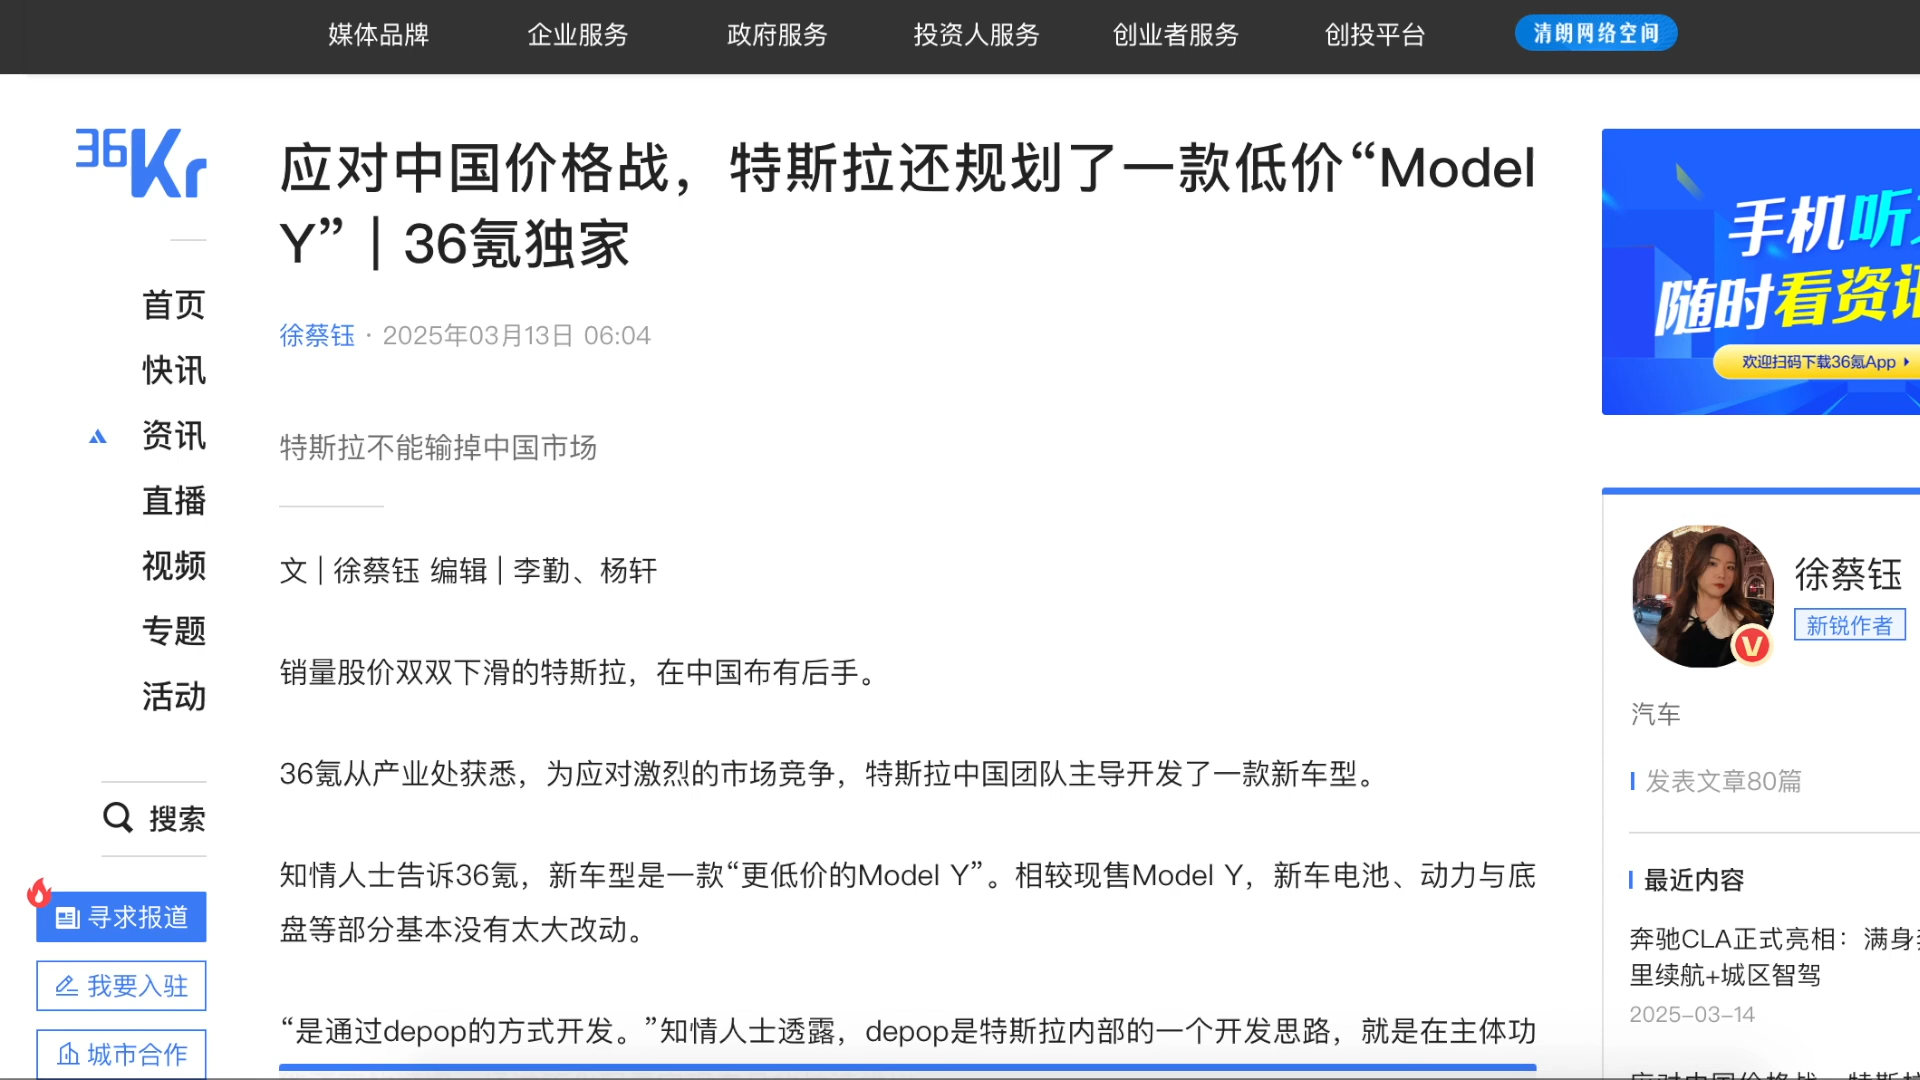 媒体品牌 企业服务 政府服务 投资人服务 创业者服务 创投平台 清朗网络空间
36Kr
首页
快讯
资讯
直播
视频
专题
活动
搜索
寻求报道
我要入驻
城市合作
应对中国价格战，特斯拉还规划了一款低价“Model
Y”｜36氪独家
徐蔡钰 · 2025年03月13日 06:04
特斯拉不能输掉中国市场
文 | 徐蔡钰 编辑 | 李勤、杨轩
销量股价双双下滑的特斯拉，在中国布有后手。
36氪从产业处获悉，为应对激烈的市场竞争，特斯拉中国团队主导开发了一款新车型。
知情人士告诉36氪，新车型是一款“更低价的Model Y”。相较现售Model Y，新车电池、动力与底
盘等部分基本没有太大改动。
“是通过depop的方式开发。”知情人士透露，depop是特斯拉内部的一个开发思路，就是在主体功
手机听
随时看资讯
欢迎扫码下载36氪App
徐蔡钰
新锐作者
V
汽车
发表文章80篇
最近内容
奔驰CLA正式亮相：满身
里续航+城区智驾
2025-03-14
应对中国价格战，特斯拉